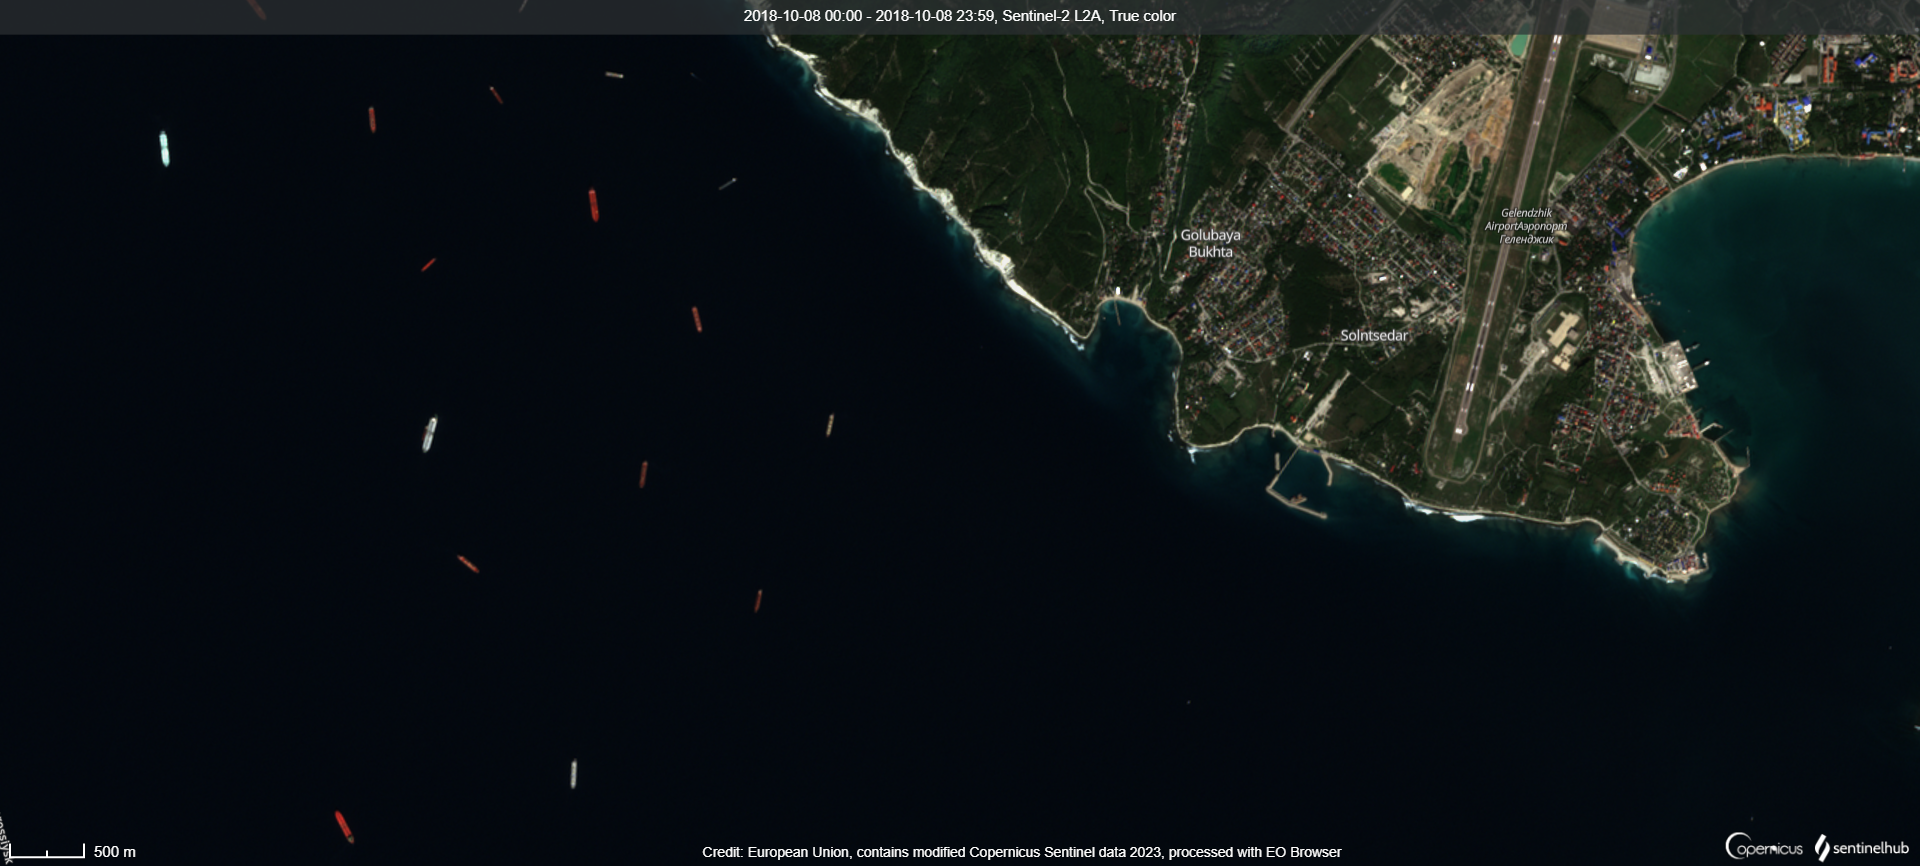 2018-10-08 00:00 - 2018-10-08 23:59, Sentinel-2 L2A, True color
Gelendzhik
AirportАэропорт
Геленджик
Golubaya
Bukhta
Solntsedar
500 m
Credit: European Union, contains modified Copernicus Sentinel data 2023, processed with EO Browser
Copernicus
sentinelhub